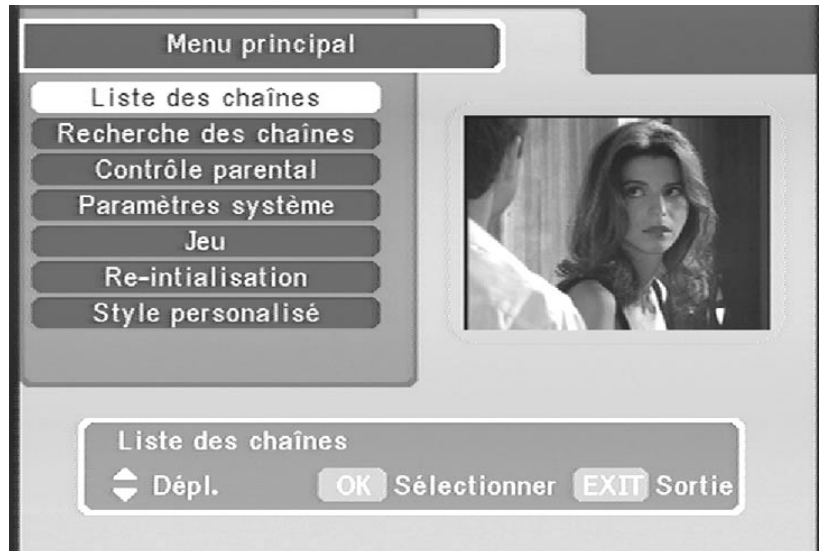 Menu principal
Liste des chaînes
Recherche des chaînes
Contrôle parental
Paramètres système
Jeu
Re-intialisation
Style personalisé
Liste des chaînes
Dépl. OK Sélectionner EXIT Sortie